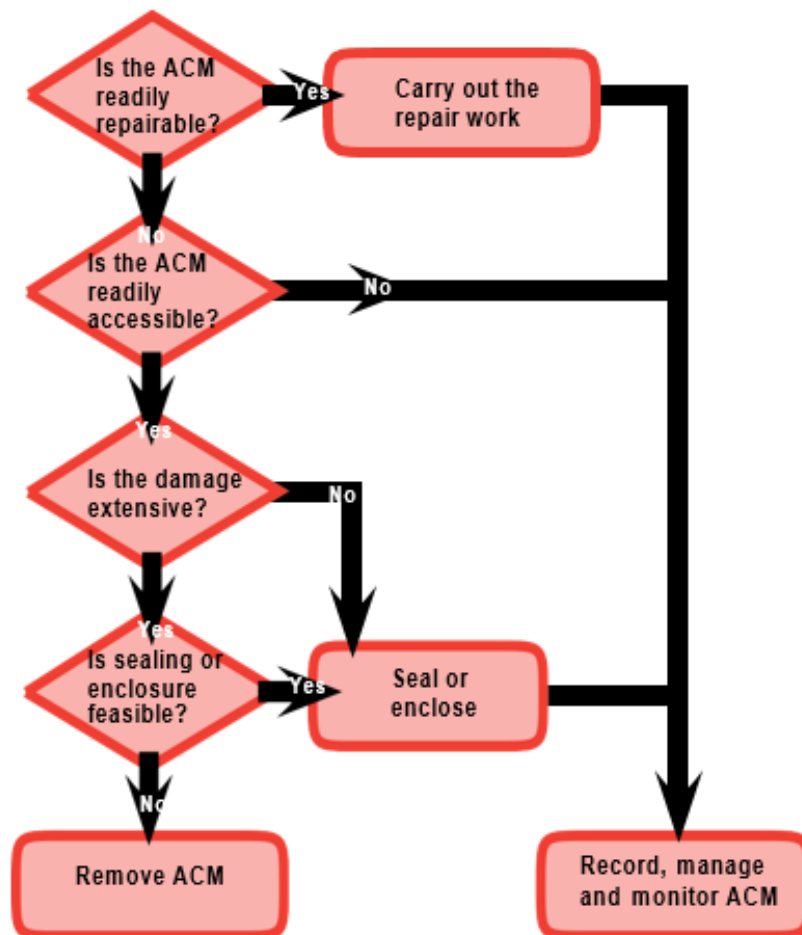 Is the ACM
readily
repairable?
Yes
Carry out the
repair work
No
Is the ACM
readily
accessible?
No
Yes
Is the damage
extensive?
No
Yes
Is sealing or
enclosure
feasible?
Yes
Seal or
enclose
No
Remove ACM
Record, manage
and monitor ACM